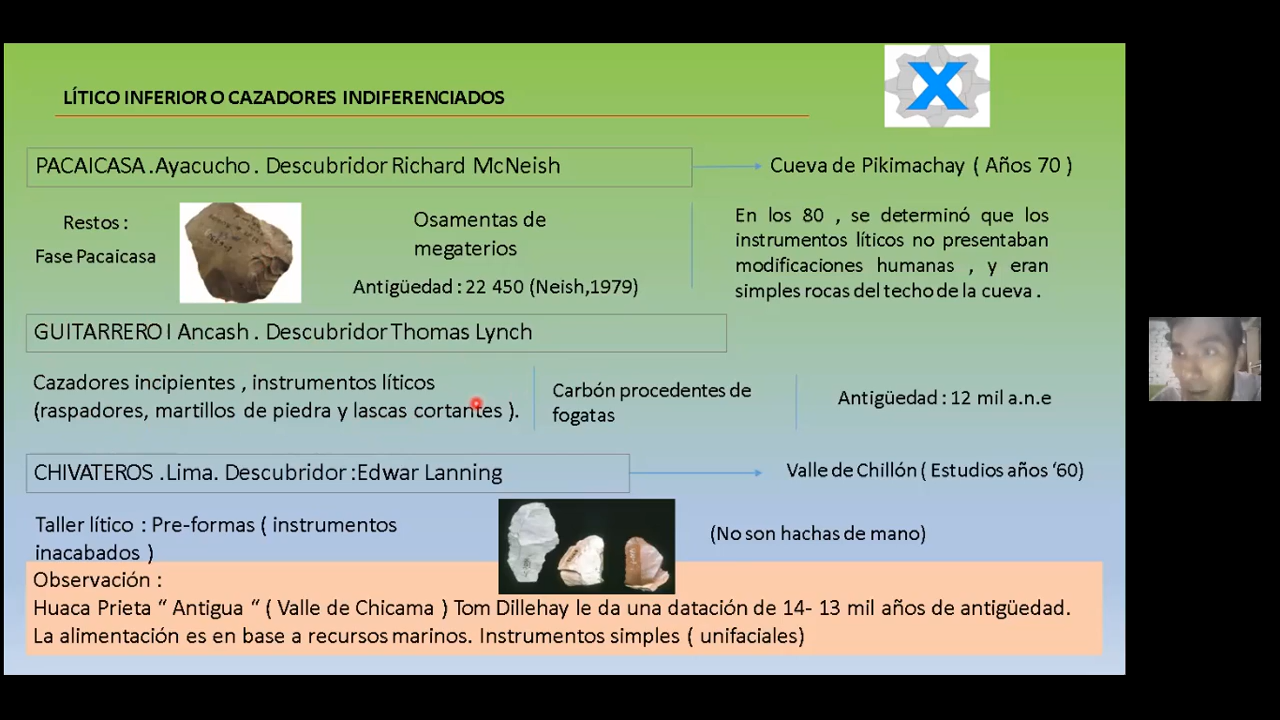 LÍTICO INFERIOR O CAZADORES INDIFERENCIADOS
X
PACAICASA .Ayacucho . Descubridor Richard McNeish
Cueva de Pikimachay ( Años 70 )
Restos :
Fase Pacaicasa
Osamentas de
megaterios
Antigüedad : 22 450 (Neish,1979)
En los 80 , se determinó que los
instrumentos líticos no presentaban
modificaciones humanas , y eran
simples rocas del techo de la cueva .
GUITARRERO I Ancash . Descubridor Thomas Lynch
Cazadores incipientes , instrumentos líticos
(raspadores, martillos de piedra y lascas cortantes ).
Carbón procedentes de
fogatas
Antigüedad : 12 mil a.n.e
CHIVATEROS .Lima. Descubridor :Edwar Lanning
Valle de Chillón ( Estudios años ‘60)
Taller lítico : Pre-formas ( instrumentos
inacabados )
(No son hachas de mano)
Observación :
Huaca Prieta “ Antigua “ ( Valle de Chicama ) Tom Dillehay le da una datación de 14- 13 mil años de antigüedad.
La alimentación es en base a recursos marinos. Instrumentos simples ( unifaciales)